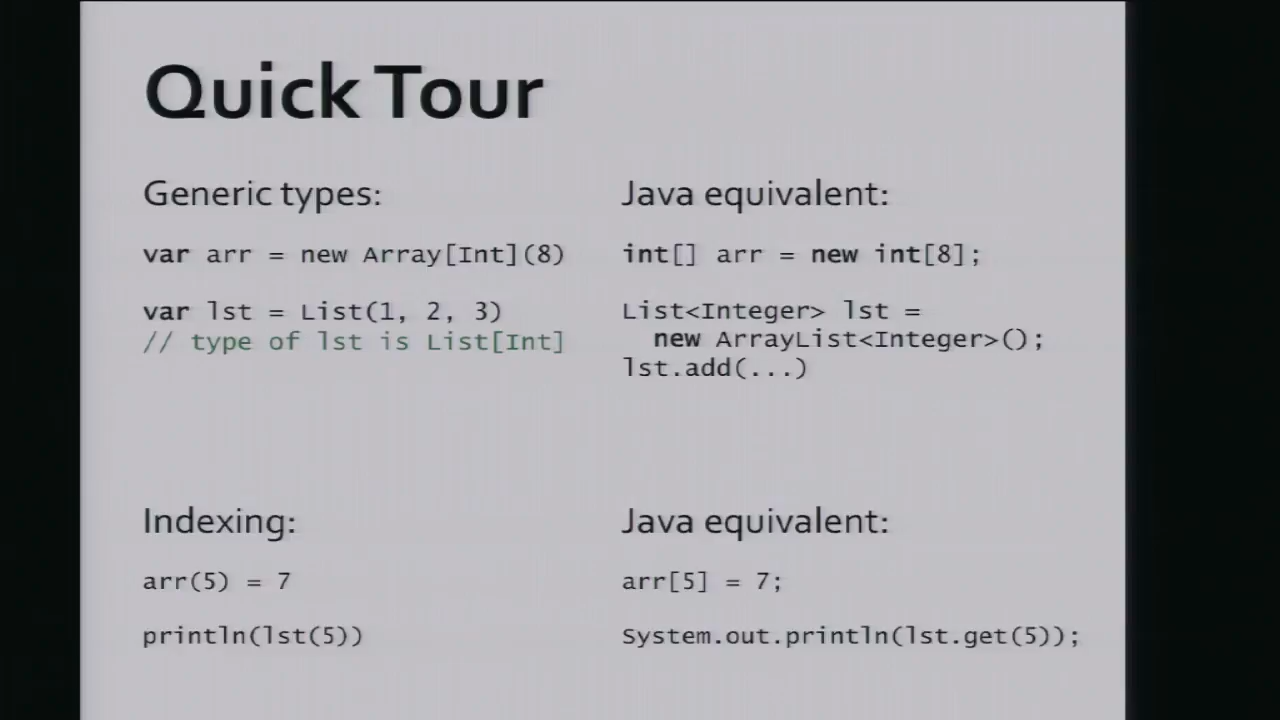 Quick Tour
Generic types:
var arr = new Array[Int](8)
var lst = List(1, 2, 3)
// type of lst is List[Int]
Java equivalent:
int[] arr = new int[8];
List<Integer> lst =
new ArrayList<Integer>();
lst.add(...)
Indexing:
arr(5) = 7
println(lst(5))
Java equivalent:
arr[5] = 7;
System.out.println(lst.get(5));